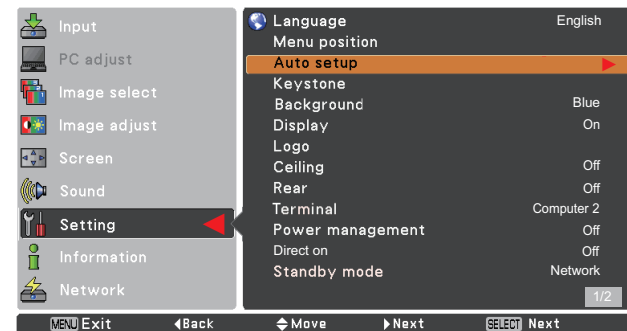 Input
PC adjust
Image select
Image adjust
Screen
Sound
Setting
Information
Network
Language English
Menu position
Auto setup
Keystone
Background Blue
Display On
Logo
Ceiling Off
Rear Off
Terminal Computer 2
Power management Off
Direct on Off
Standby mode Network
1/2
MENU Exit Back Move Next SELECT Next